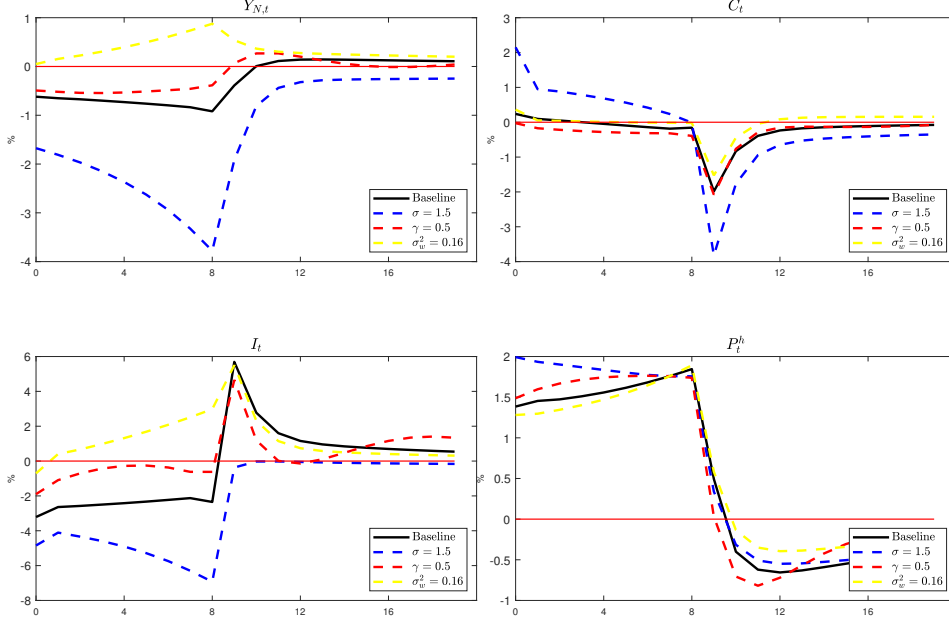 $Y_{N,t}$
1
0
-1
-2
-3
-4
%
0 4 8 12 16
Baseline
σ = 1.5
γ = 0.5
$σ_w^2$ = 0.16
$C_t$
3
2
1
0
-1
-2
-3
-4
%
0 4 8 12 16
Baseline
σ = 1.5
γ = 0.5
$σ_w^2$ = 0.16
$I_t$
6
4
2
0
-2
-4
-6
-8
%
0 4 8 12 16
Baseline
σ = 1.5
γ = 0.5
$σ_w^2$ = 0.16
$P_t^h$
2
1.5
1
0.5
0
-0.5
-1
%
0 4 8 12 16
Baseline
σ = 1.5
γ = 0.5
$σ_w^2$ = 0.16